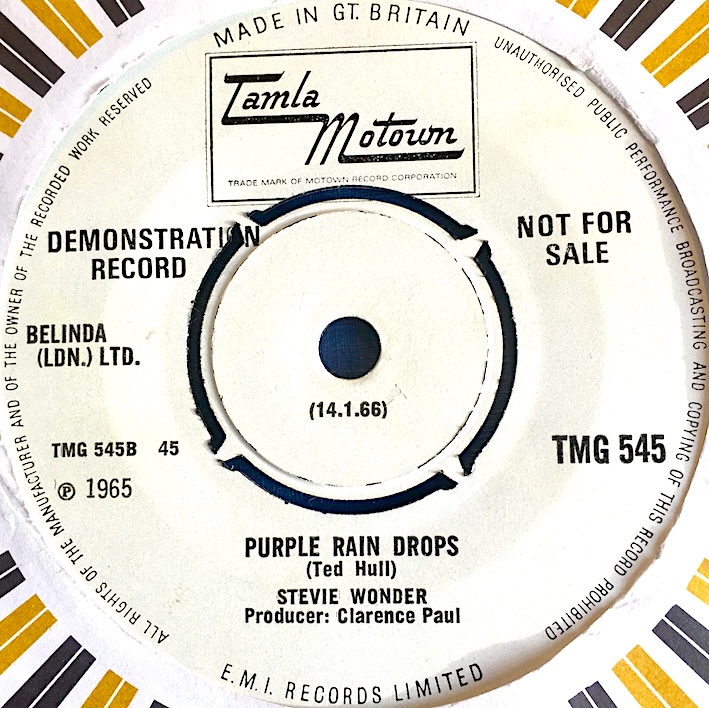 MADE IN GT. BRITAIN
Tamla
Motown
TRADE MARK OF MOTOWN RECORD CORPORATION
UNAUTHORISED PUBLIC PERFORMANCE BROADCASTING AND COPYING OF THIS RECORD PROHIBITED
ALL RIGHTS OF THE MANUFACTURER AND OF THE OWNER OF THE RECORDED WORK RESERVED
DEMONSTRATION
RECORD
NOT FOR
SALE
BELINDA
(LDN.) LTD.
(14.1.66)
TMG 545B 45
TMG 545
℗ 1965
PURPLE RAIN DROPS
(Ted Hull)
STEVIE WONDER
Producer: Clarence Paul
E.M.I. RECORDS LIMITED